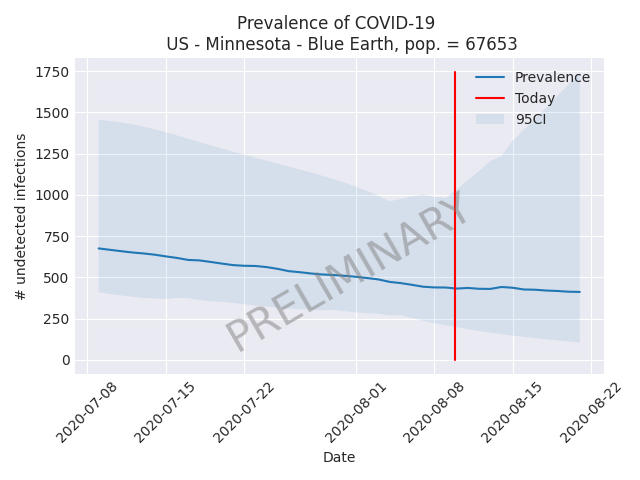 Prevalence of COVID-19
US - Minnesota - Blue Earth, pop. = 67653
# undetected infections
1750
1500
1250
1000
750
500
250
0
Prevalence
Today
95CI
PRELIMINARY
2020-07-08
2020-07-15
2020-07-22
2020-08-01
2020-08-08
2020-08-15
2020-08-22
Date